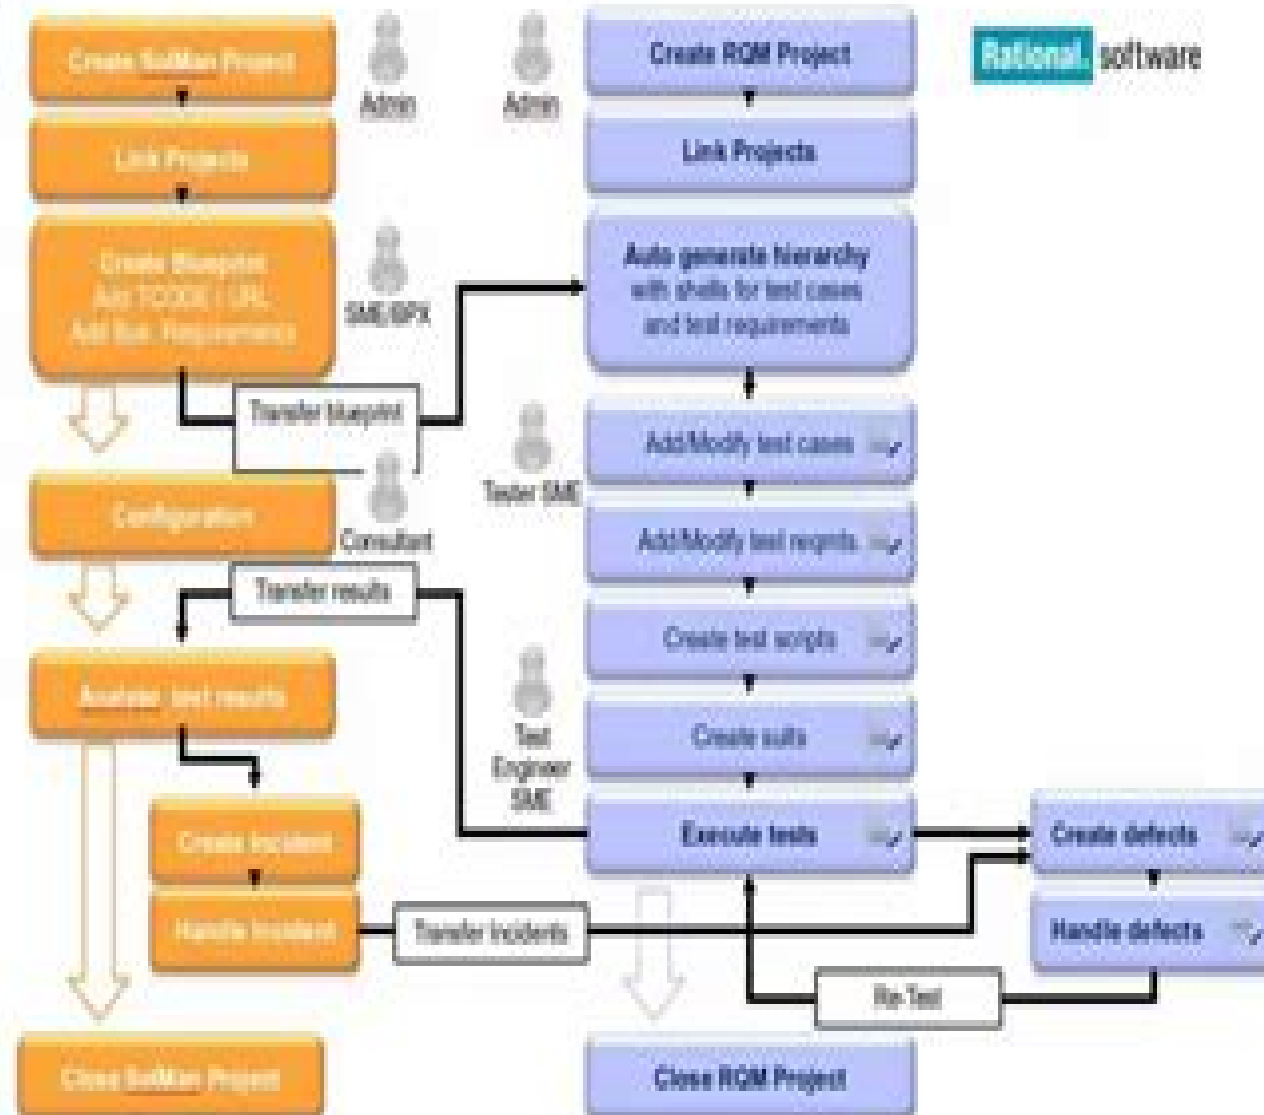 Create SolMan Project
Admin
Link Projects
Create Blueprint
Add TCODE / URL
Add Bus. Requirements
SME/BPX
Transfer blueprint
Configuration
Consultant
Transfer results
test results
Create Incident
Handle Incident
Transfer Incidents
Close SolMan Project
Admin
Create RQM Project
Link Projects
Auto generate hierarchy
with shells for test cases
and test requirements
Tester SME
Add/Modify test cases
Add/Modify test reqmts.
Create test scripts
Create suits
Test
Engineer
SME
Execute tests
Create defects
Handle defects
Re-Test
Close RQM Project
Rational. software